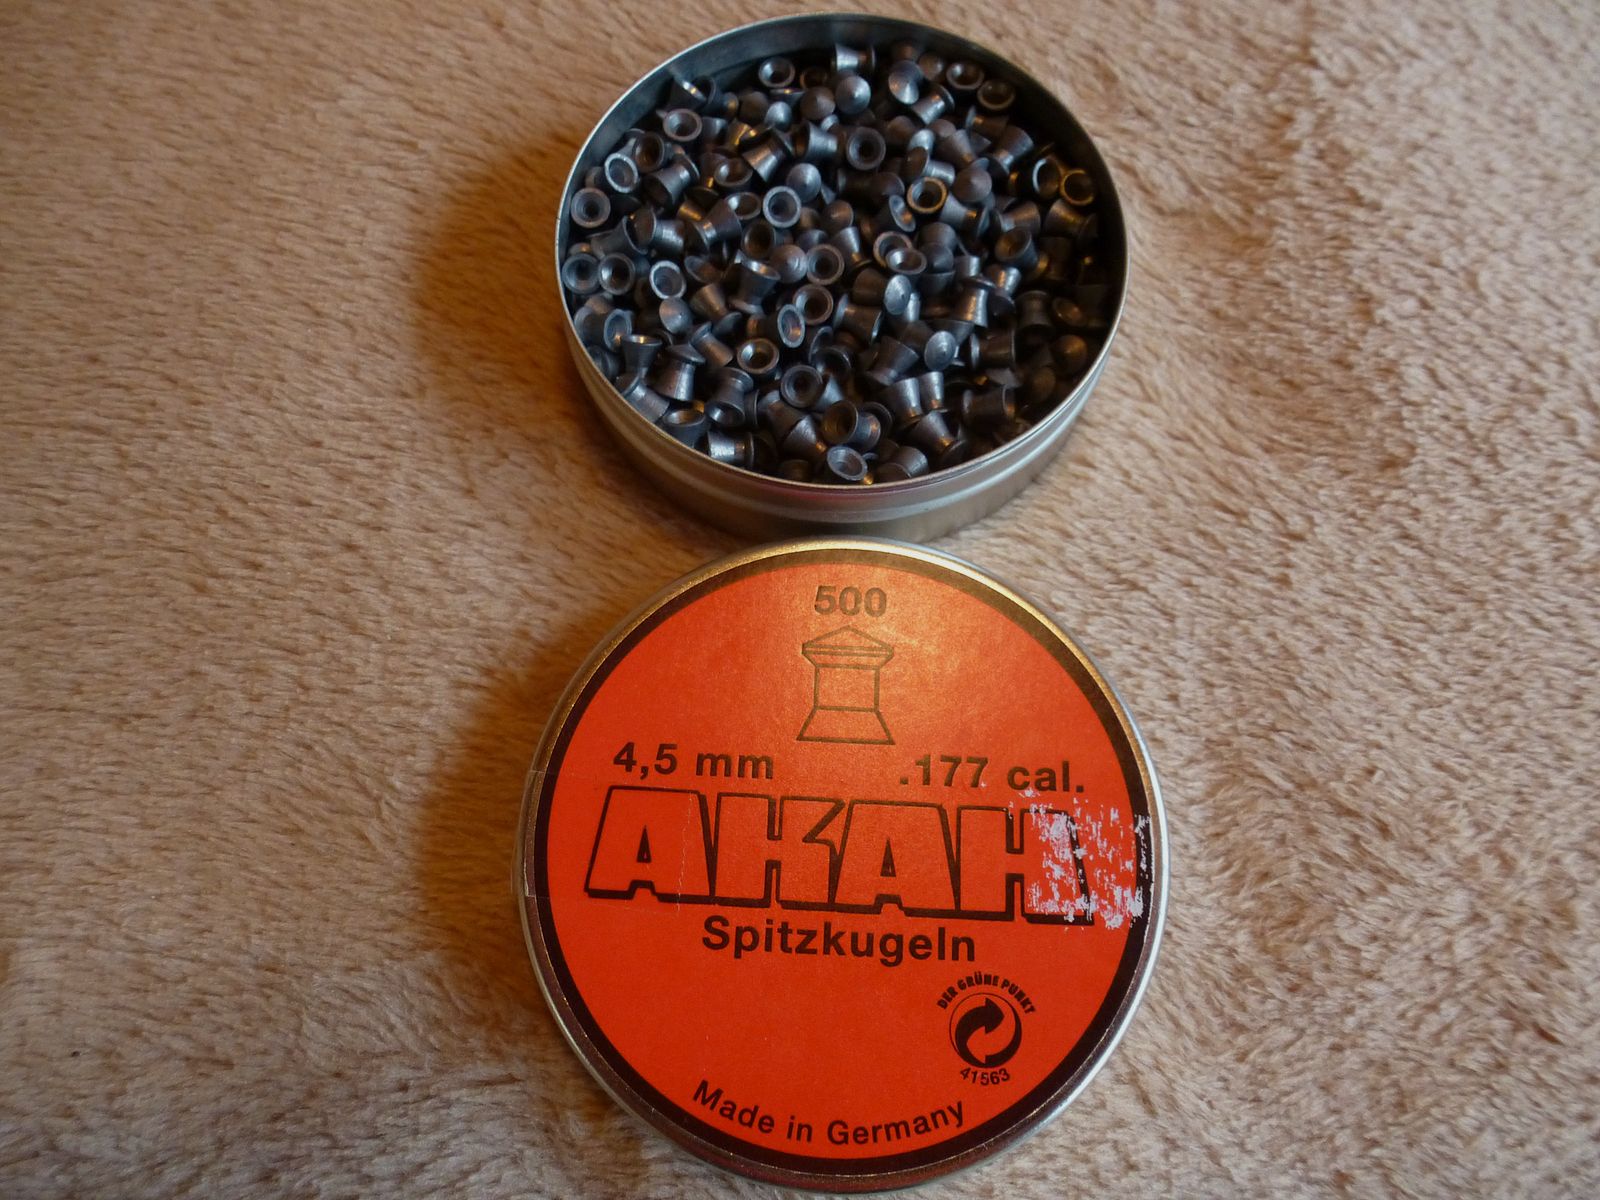 500
4,5 mm .177 cal.
AKAH
Spitzkugeln
DER GRÜNE PUNKT
41563
Made in Germany